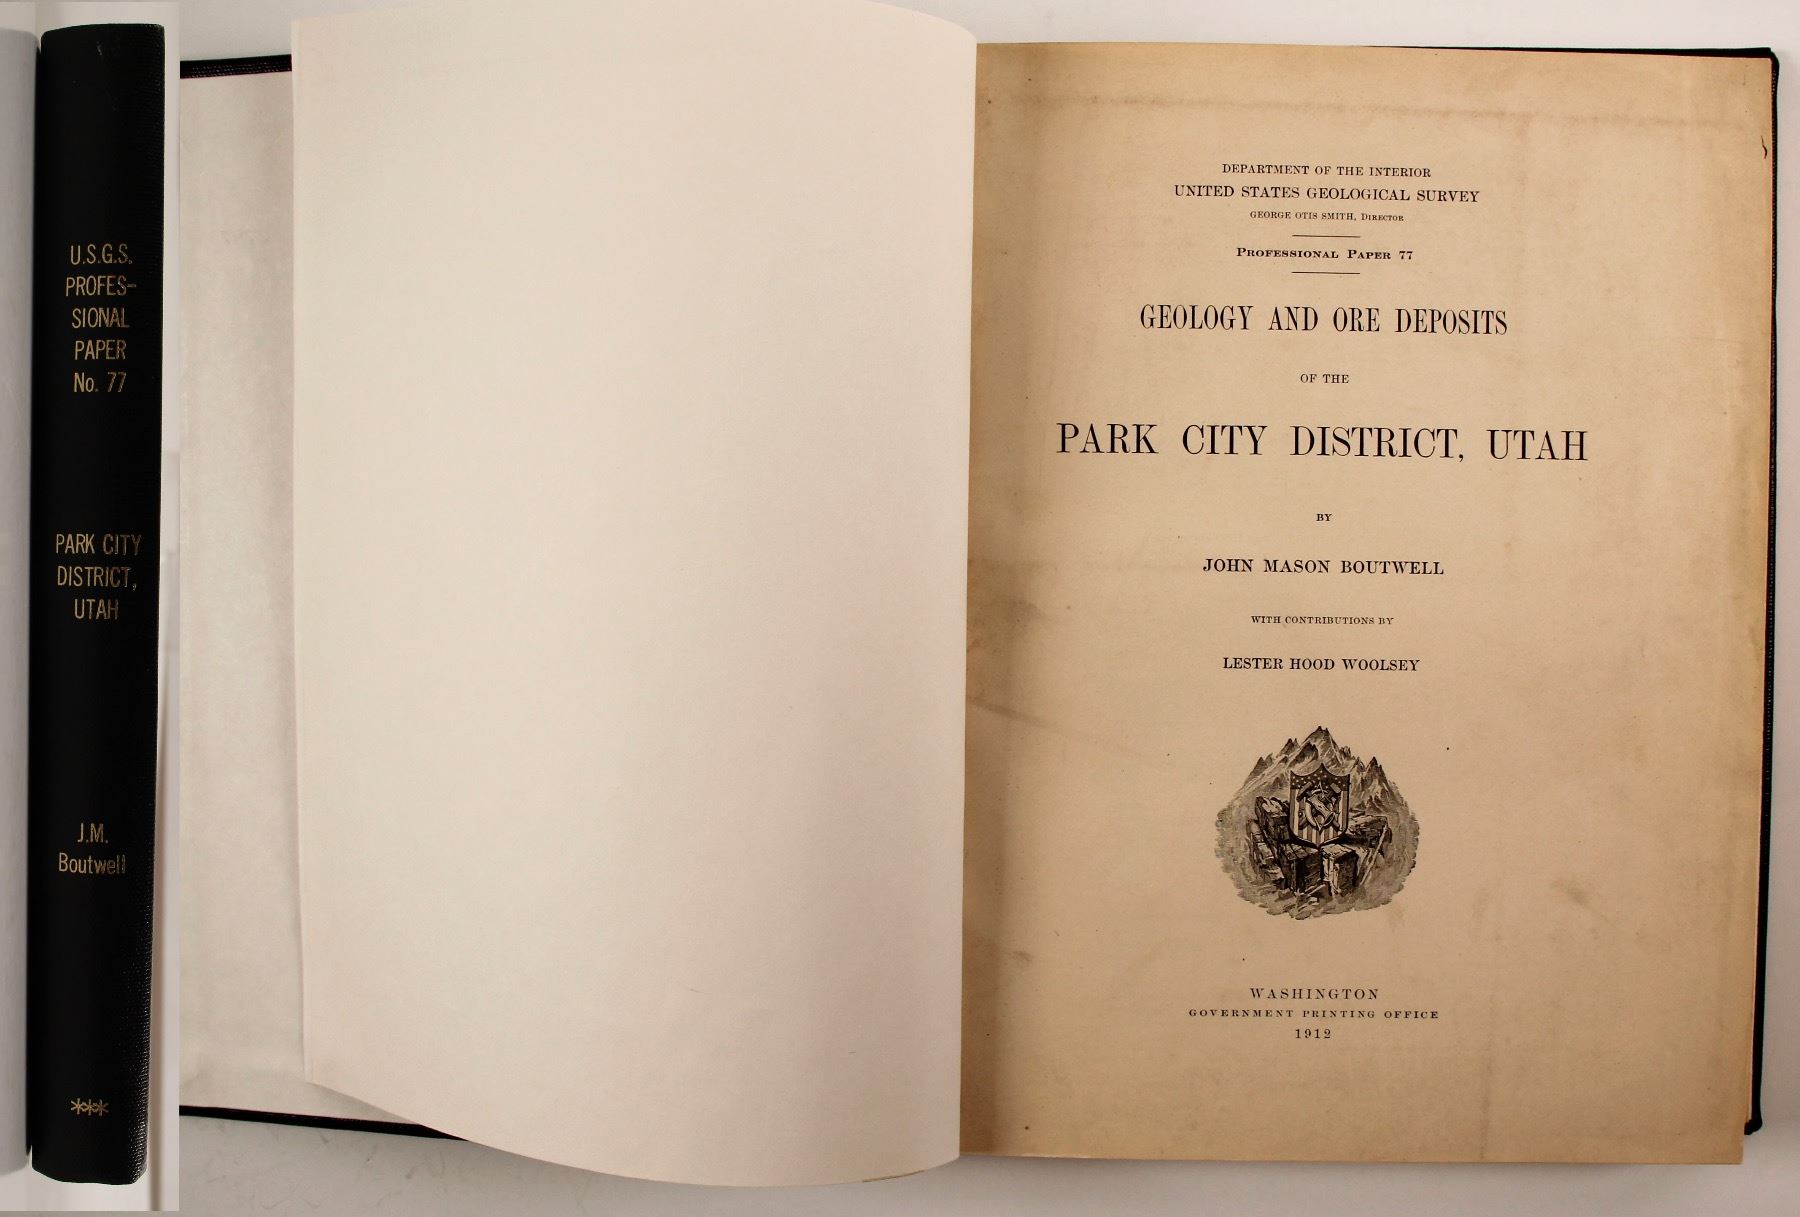 U.S.G.S.
PROFES-
SIONAL
PAPER
No. 77
PARK CITY
DISTRICT,
UTAH
J.M.
Boutwell
DEPARTMENT OF THE INTERIOR
UNITED STATES GEOLOGICAL SURVEY
GEORGE OTIS SMITH, DIRECTOR
PROFESSIONAL PAPER 77
GEOLOGY AND ORE DEPOSITS
OF THE
PARK CITY DISTRICT, UTAH
BY
JOHN MASON BOUTWELL
WITH CONTRIBUTIONS BY
LESTER HOOD WOOLSEY
WASHINGTON
GOVERNMENT PRINTING OFFICE
1912